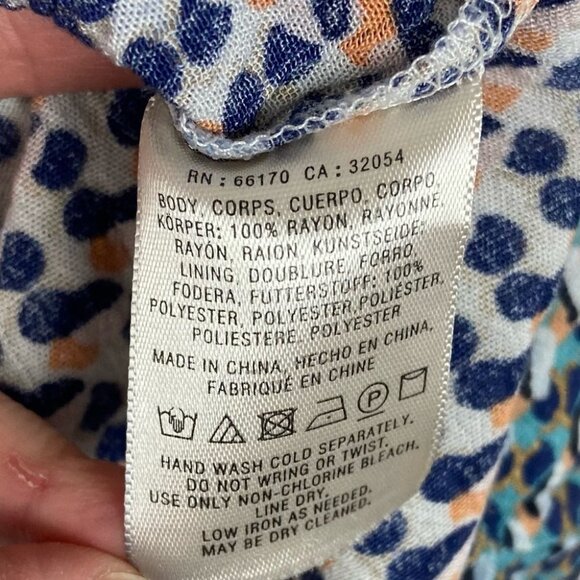 RN : 66170 CA : 32054
BODY, CORPS, CUERPO, CORPO,
KÖRPER: 100% RAYON, RAYONNE,
RAYÓN, RAION, KUNSTSEIDE,
LINING, DOUBLURE, FORRO
FODERA, FUTTERSTOFF: 100%
POLYESTER, POLYESTER, POLIÉSTER,
POLIESTERE, POLYESTER
MADE IN CHINA, HECHO EN CHINA,
FABRIQUÉ EN CHINE
P
HAND WASH COLD SEPARATELY.
DO NOT WRING OR TWIST.
USE ONLY NON-CHLORINE BLEACH.
LINE DRY.
LOW IRON AS NEEDED.
MAY BE DRY CLEANED.